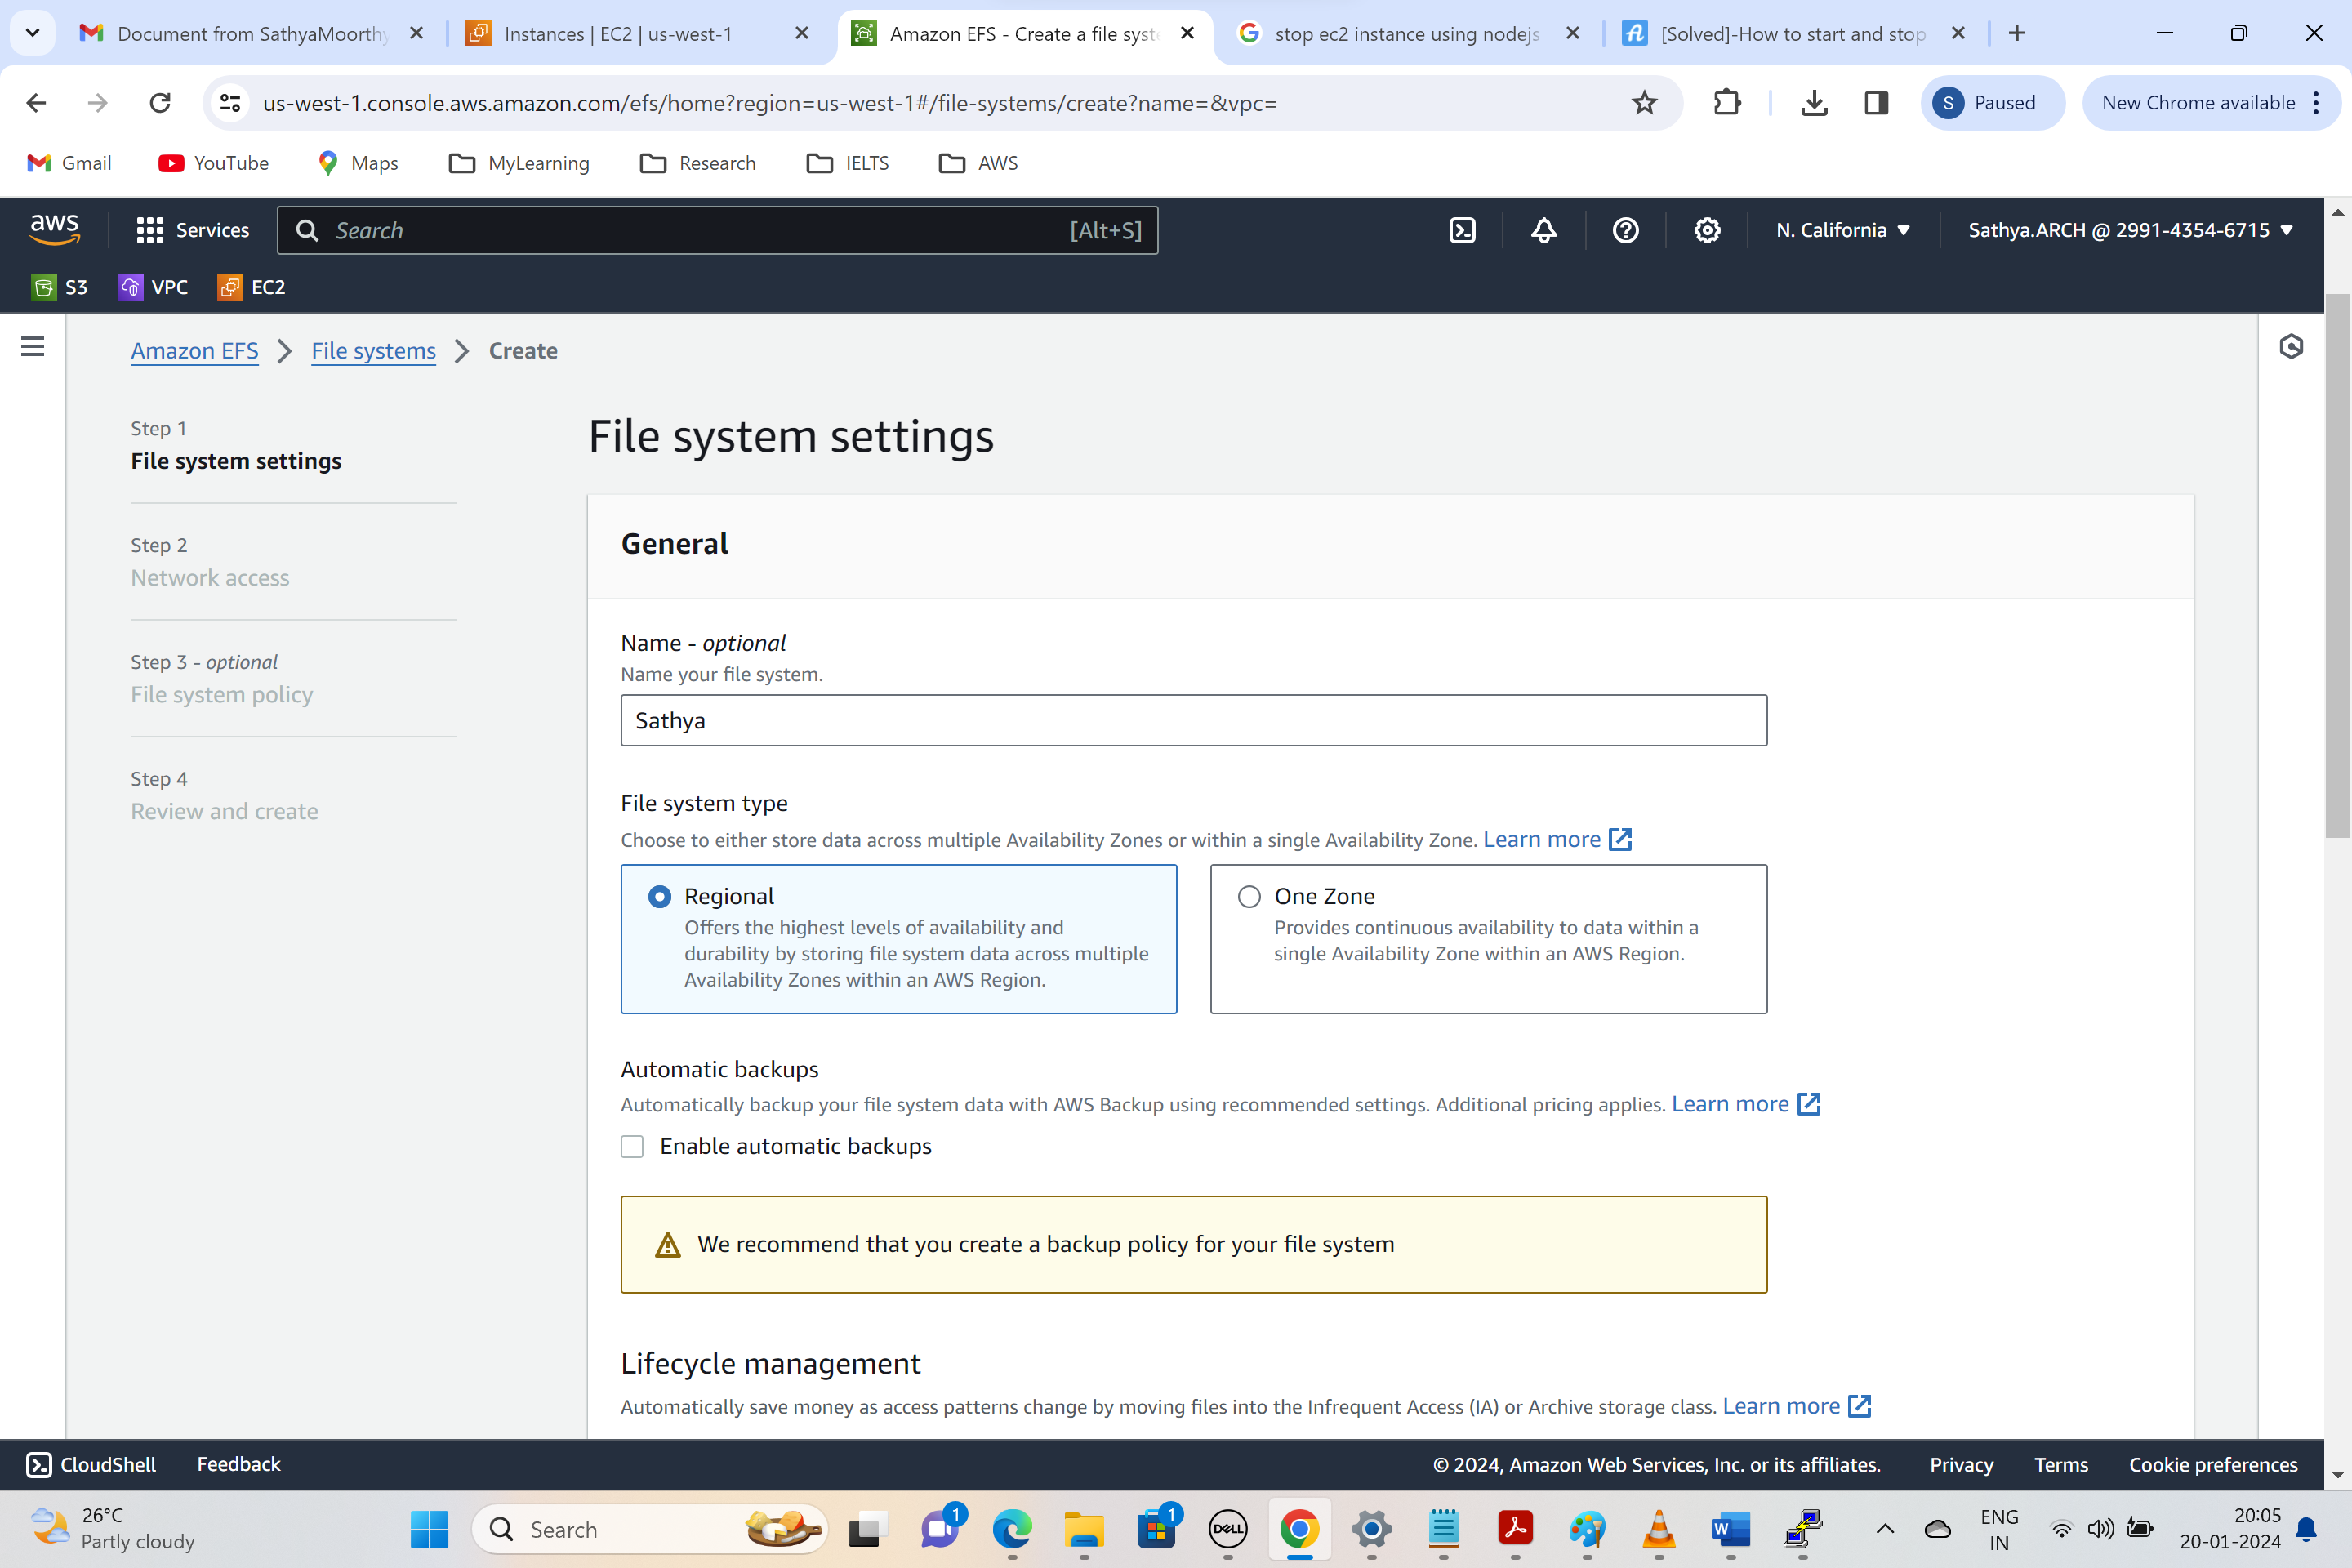 Document from SathyaMoorthy
Instances | EC2 | us-west-1
Amazon EFS - Create a file syst
stop ec2 instance using nodejs
[Solved]-How to start and stop
us-west-1.console.aws.amazon.com/efs/home?region=us-west-1#/file-systems/create?name=&vpc=
S Paused
New Chrome available
Gmail
YouTube
Maps
MyLearning
Research
IELTS
AWS
aws
Services
Search [Alt+S]
N. California
Sathya.ARCH @ 2991-4354-6715
S3
VPC
EC2
Amazon EFS
File systems
Create
Step 1
File system settings
Step 2
Network access
Step 3 - optional
File system policy
Step 4
Review and create
File system settings
General
Name - optional
Name your file system.
Sathya
File system type
Choose to either store data across multiple Availability Zones or within a single Availability Zone. Learn more
Regional
Offers the highest levels of availability and
durability by storing file system data across multiple
Availability Zones within an AWS Region.
One Zone
Provides continuous availability to data within a
single Availability Zone within an AWS Region.
Automatic backups
Automatically backup your file system data with AWS Backup using recommended settings. Additional pricing applies. Learn more
Enable automatic backups
We recommend that you create a backup policy for your file system
Lifecycle management
Automatically save money as access patterns change by moving files into the Infrequent Access (IA) or Archive storage class. Learn more
CloudShell
Feedback
© 2024, Amazon Web Services, Inc. or its affiliates.
Privacy
Terms
Cookie preferences
26°C
Partly cloudy
Search
1
1
DELL
W
ENG
IN
20:05
20-01-2024